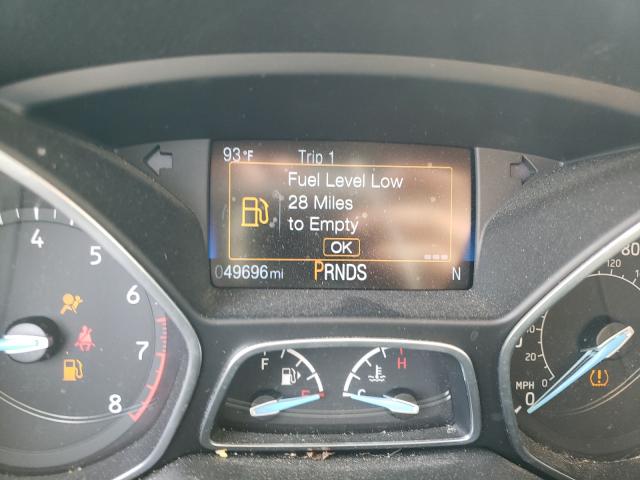 93°F Trip 1
Fuel Level Low
28 Miles
to Empty
OK
049696mi PRNDS N
4
5
6
7
8
F
E
H
C
80
120
20
MPH
0
0